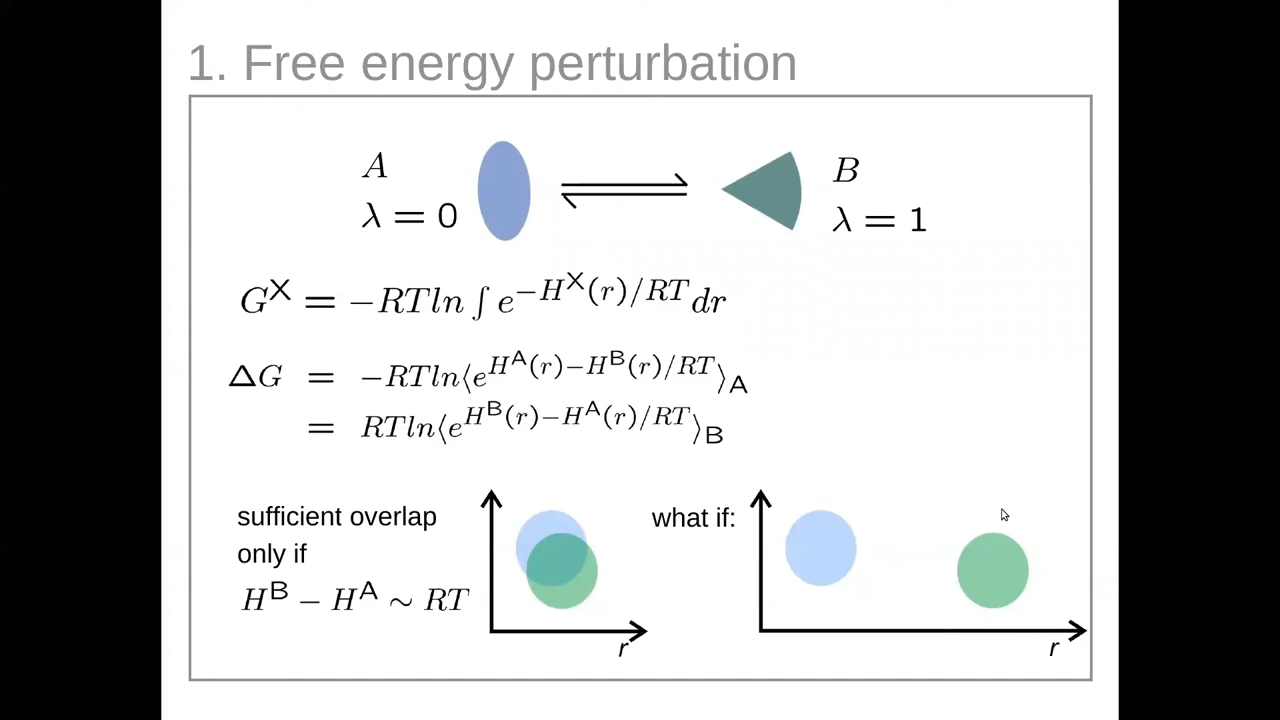 1. Free energy perturbation
A
λ = 0
B
λ = 1
G^X = −RTln ∫ e^{−H^X(r)/RT} dr
ΔG = −RTln⟨e^{H^A(r)−H^B(r)/RT}⟩_A
= RTln⟨e^{H^B(r)−H^A(r)/RT}⟩_B
sufficient overlap
only if
H^B − H^A ∼ RT
r
what if:
r